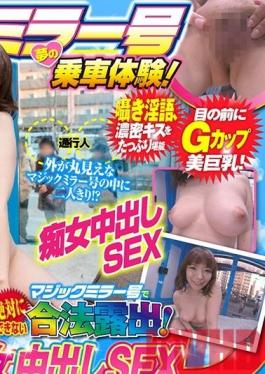 ミラー号
夢の
乗車体験!
囁き淫語、
濃密キスを
たっぷり堪能
目の前に
Gカップ
美巨乳!
通行人
外が丸見えな
マジックミラー号の中に
二人きり!?
痴女中出し
SEX
マジックミラー号で
絶対に
できない
合法露出!
女中出しSEX